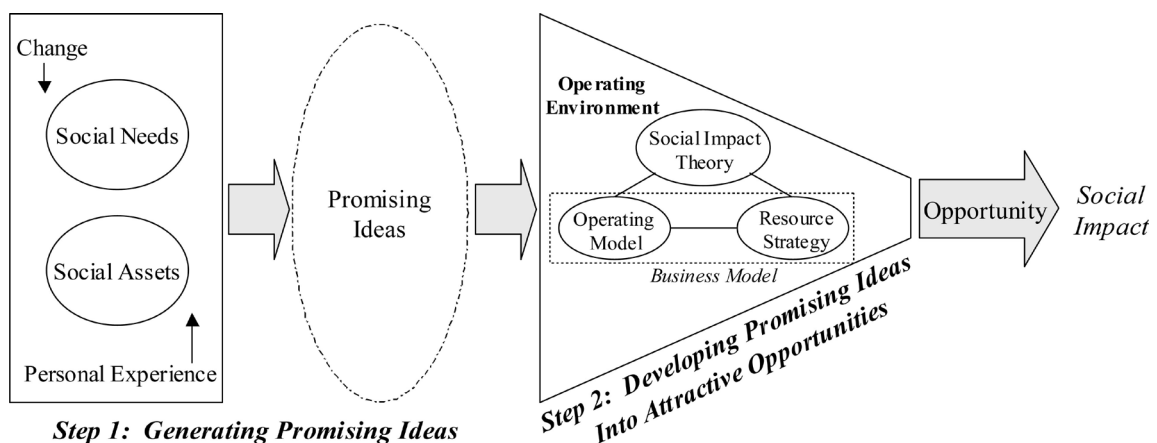 Change
Social Needs
Social Assets
Personal Experience
Step 1: Generating Promising Ideas
Promising
Ideas
Operating
Environment
Social Impact
Theory
Operating
Model
Resource
Strategy
Business Model
Step 2: Developing Promising Ideas
Into Attractive Opportunities
Opportunity
Social
Impact